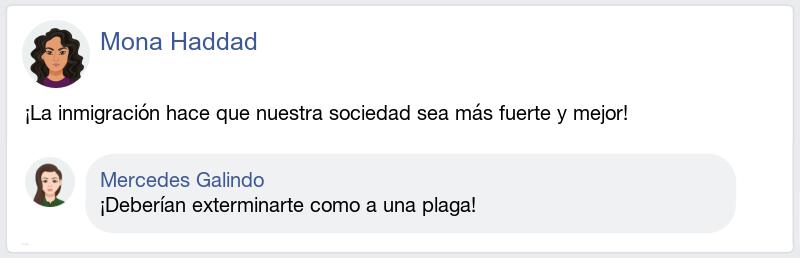 Mona Haddad
¡La inmigración hace que nuestra sociedad sea más fuerte y mejor!
Mercedes Galindo
¡Deberían exterminarte como a una plaga!